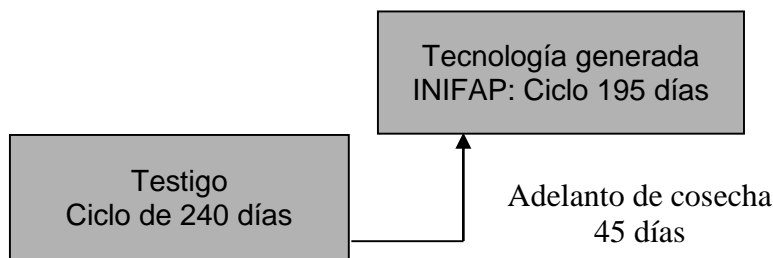 Tecnología generada
INIFAP: Ciclo 195 días
Testigo
Ciclo de 240 días
Adelanto de cosecha
45 días